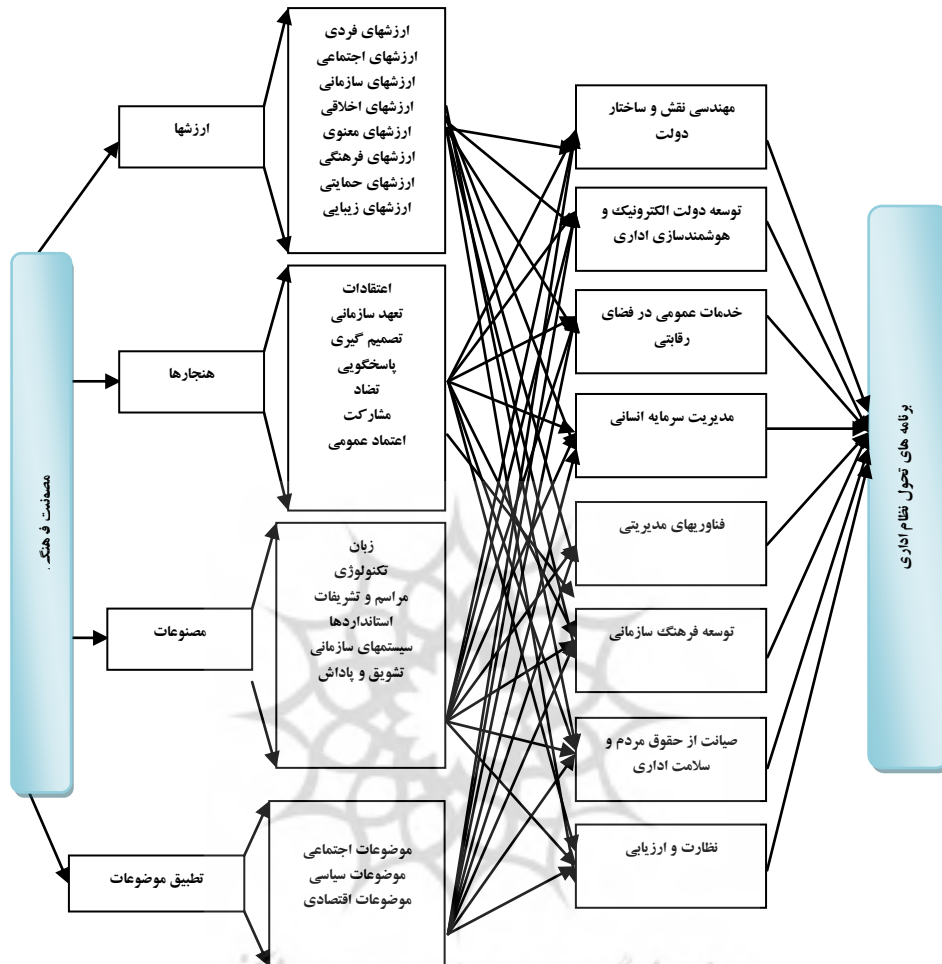 مصونیت
ارزشها
ارزشهای فردی
ارزشهای اجتماعی
ارزشهای سازمانی
ارزشهای اخلاقی
ارزشهای معنوی
ارزشهای فرهنگی
ارزشهای حمایتی
ارزشهای زیبایی
هنجارها
اعتقادات
تعهد سازمانی
تصمیم گیری
پاسخگویی
تضاد
مشارکت
اعتماد عمومی
مصنوعات
زبان
تکنولوژی
مراسم و تشریفات
استانداردها
سیستمهای سازمانی
تشویق و پاداش
تطبیق موضوعات
موضوعات اجتماعی
موضوعات سیاسی
موضوعات اقتصادی
مهندسی نقش و ساختار
دولت
توسعه دولت الکترونیک و
هوشمندسازی اداری
خدمات عمومی در فضای
رقابتی
مدیریت سرمایه انسانی
فناوریهای مدیریتی
توسعه فرهنگ سازمانی
صیانت از حقوق مردم و
سلامت اداری
نظارت و ارزیابی
برنامه های تحول نظام اداری